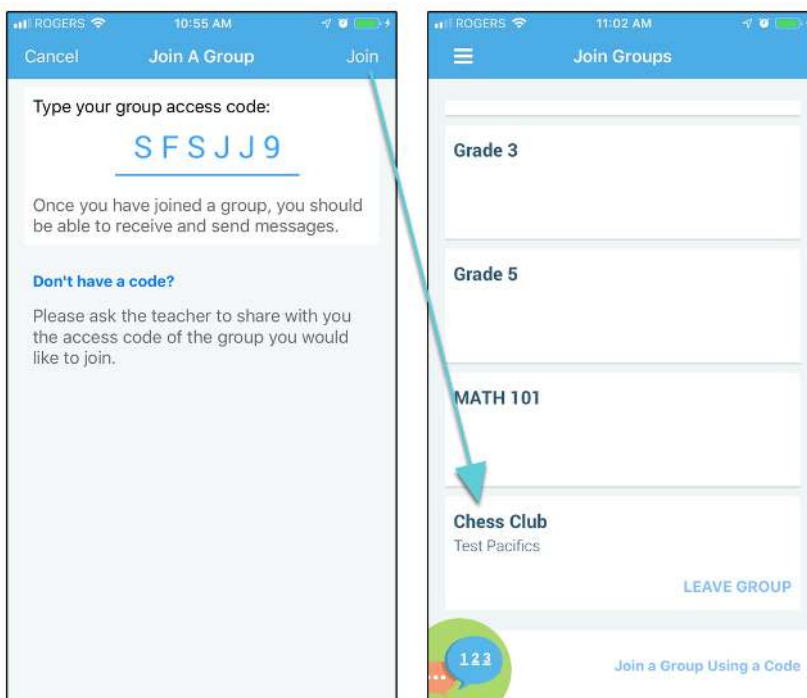 ROGERS 10:55 AM
Cancel Join A Group Join
Type your group access code:
SFSJJ9
Once you have joined a group, you should
be able to receive and send messages.
Don't have a code?
Please ask the teacher to share with you
the access code of the group you would
like to join.
ROGERS 11:02 AM
Join Groups
Grade 3
Grade 5
MATH 101
Chess Club
Test Pacifics
LEAVE GROUP
123
Join a Group Using a Code